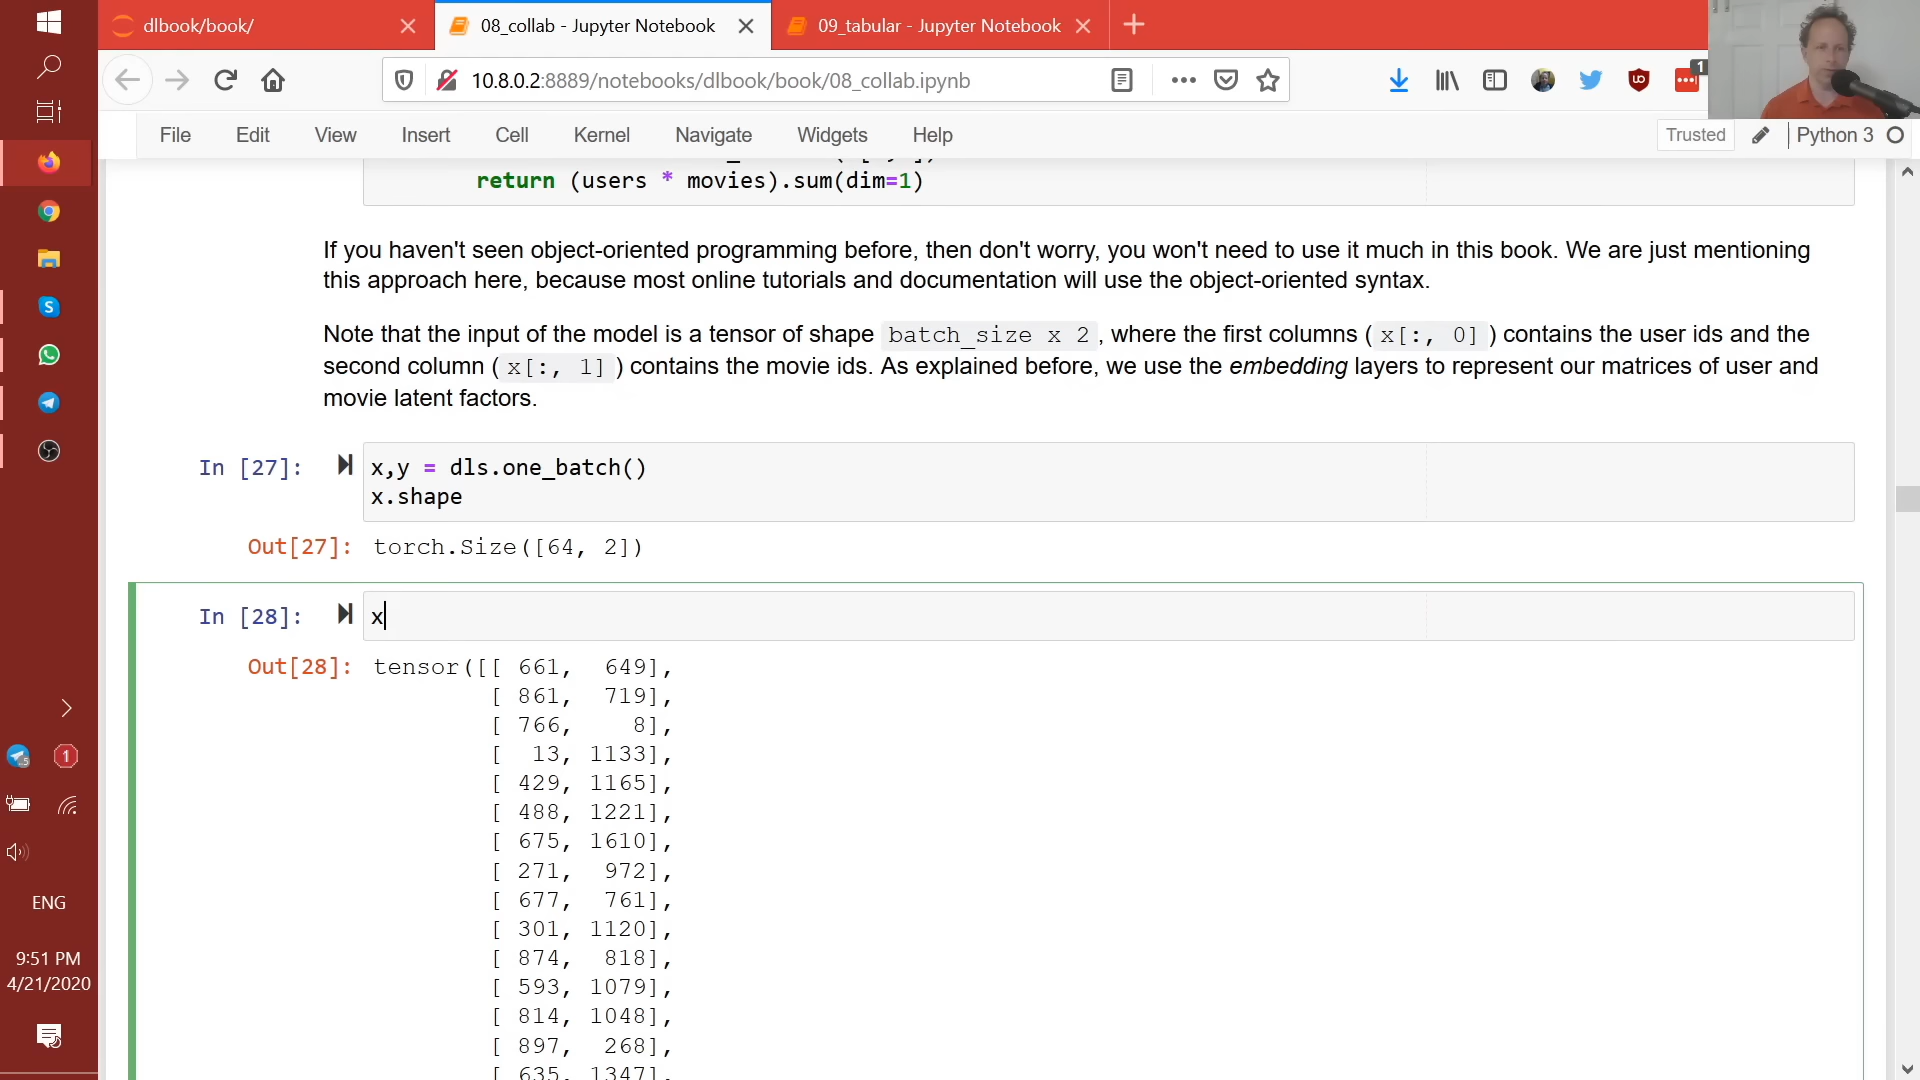 dlbook/book/
08_collab - Jupyter Notebook
09_tabular - Jupyter Notebook
10.8.0.2:8889/notebooks/dlbook/book/08_collab.ipynb
1
File Edit View Insert Cell Kernel Navigate Widgets Help
Trusted
Python 3
return (users * movies).sum(dim=1)
If you haven't seen object-oriented programming before, then don't worry, you won't need to use it much in this book. We are just mentioning
this approach here, because most online tutorials and documentation will use the object-oriented syntax.
Note that the input of the model is a tensor of shape batch_size x 2, where the first columns (x[:, 0]) contains the user ids and the
second column (x[:, 1]) contains the movie ids. As explained before, we use the embedding layers to represent our matrices of user and
movie latent factors.
In [27]: x,y = dls.one_batch()
x.shape
Out[27]: torch.Size([64, 2])
In [28]: x
Out[28]: tensor([[ 661,  649],
[ 861,  719],
[ 766,    8],
[  13, 1133],
[ 429, 1165],
[ 488, 1221],
[ 675, 1610],
[ 271,  972],
[ 677,  761],
[ 301, 1120],
[ 874,  818],
[ 593, 1079],
[ 814, 1048],
[ 897,  268],
[ 635, 1347],
1
ENG
9:51 PM
4/21/2020